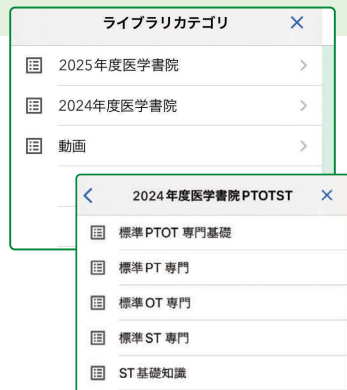 ライブラリカテゴリ
2025年度医学書院
2024年度医学書院
動画
2024年度医学書院PTOTST
標準PTOT 専門基礎
標準PT 専門
標準OT 専門
標準ST 専門
ST基礎知識